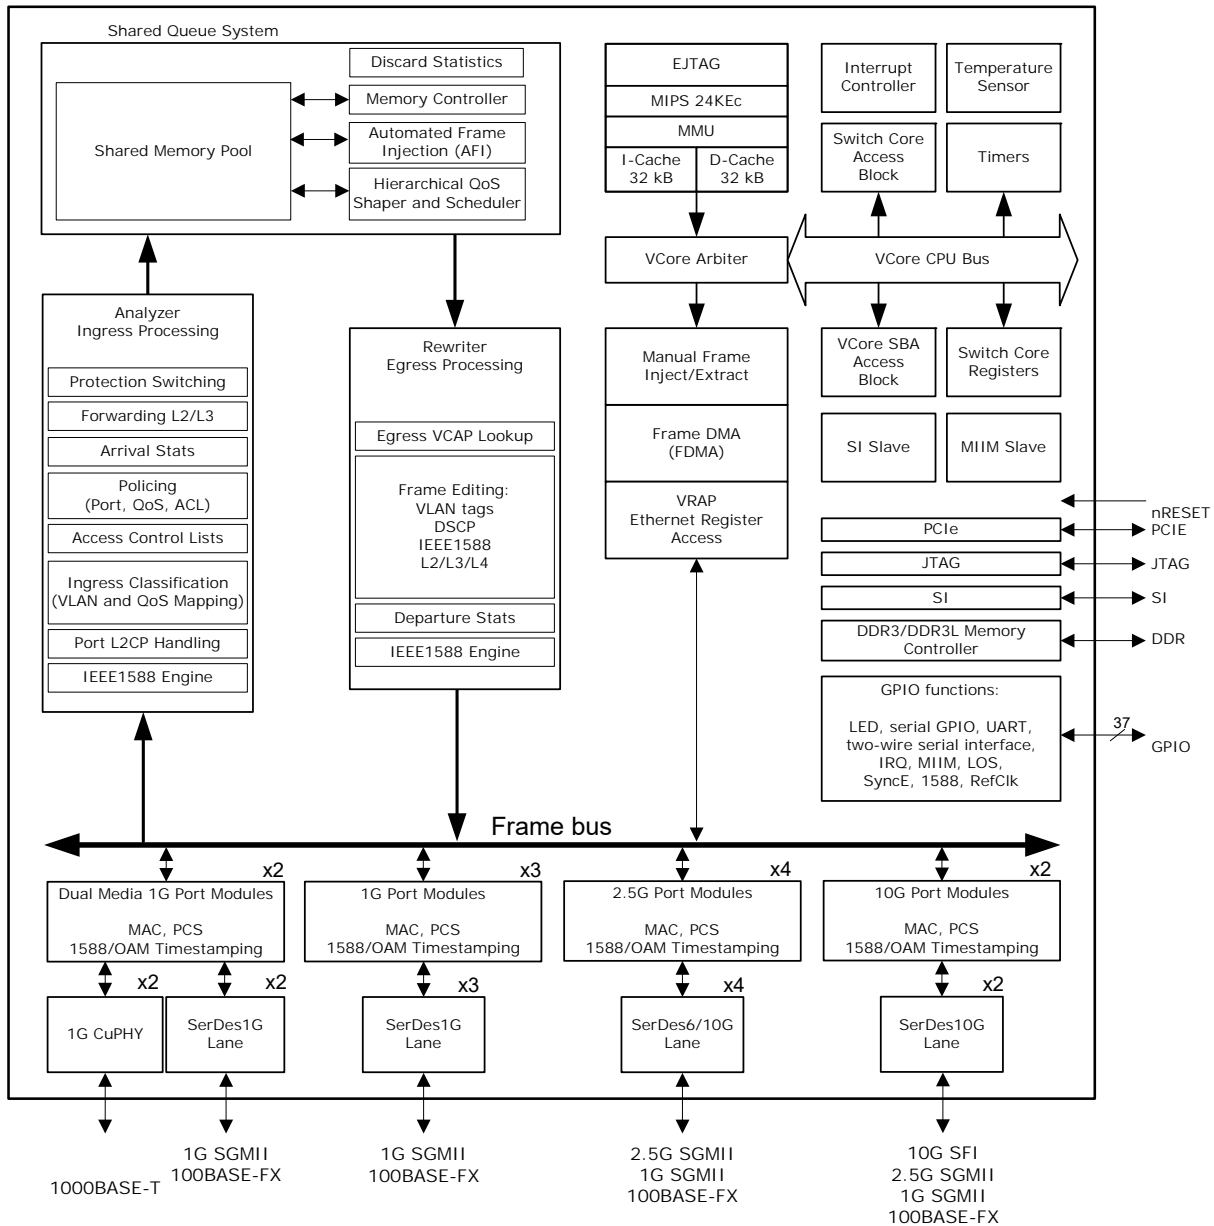 Shared Queue System
Discard Statistics
Memory Controller
Shared Memory Pool
Automated Frame
Injection (AFI)
Hierarchical QoS
Shaper and Scheduler
EJTAG
MIPS 24KEc
MMU
I-Cache
32 kB
D-Cache
32 kB
Interrupt
Controller
Temperature
Sensor
Switch Core
Access
Block
Timers
VCore Arbiter
VCore CPU Bus
Analyzer
Ingress Processing
Protection Switching
Forwarding L2/L3
Arrival Stats
Policing
(Port, QoS, ACL)
Access Control Lists
Ingress Classification
(VLAN and QoS Mapping)
Port L2CP Handling
IEEE1588 Engine
Rewriter
Egress Processing
Egress VCAP Lookup
Frame Editing:
VLAN tags
DSCP
IEEE1588
L2/L3/L4
Departure Stats
IEEE1588 Engine
Manual Frame
Inject/Extract
Frame DMA
(FDMA)
VRAP
Ethernet Register
Access
VCore SBA
Access
Block
Switch Core
Registers
SI Slave
MIIM Slave
nRESET
PCIe
PCIE
JTAG
JTAG
SI
SI
DDR3/DDR3L Memory
Controller
DDR
GPIO functions:
LED, serial GPIO, UART,
two-wire serial interface,
IRQ, MIIM, LOS,
SyncE, 1588, RefClk
37
GPIO
Frame bus
x2
Dual Media 1G Port Modules
MAC, PCS
1588/OAM Timestamping
x3
1G Port Modules
MAC, PCS
1588/OAM Timestamping
x4
2.5G Port Modules
MAC, PCS
1588/OAM Timestamping
x2
10G Port Modules
MAC, PCS
1588/OAM Timestamping
x2
1G CuPHY
x2
SerDes1G
Lane
x3
SerDes1G
Lane
x4
SerDes6/10G
Lane
x2
SerDes10G
Lane
1000BASE-T
1G SGMII
100BASE-FX
1G SGMII
100BASE-FX
2.5G SGMII
1G SGMII
100BASE-FX
10G SFI
2.5G SGMII
1G SGMII
100BASE-FX